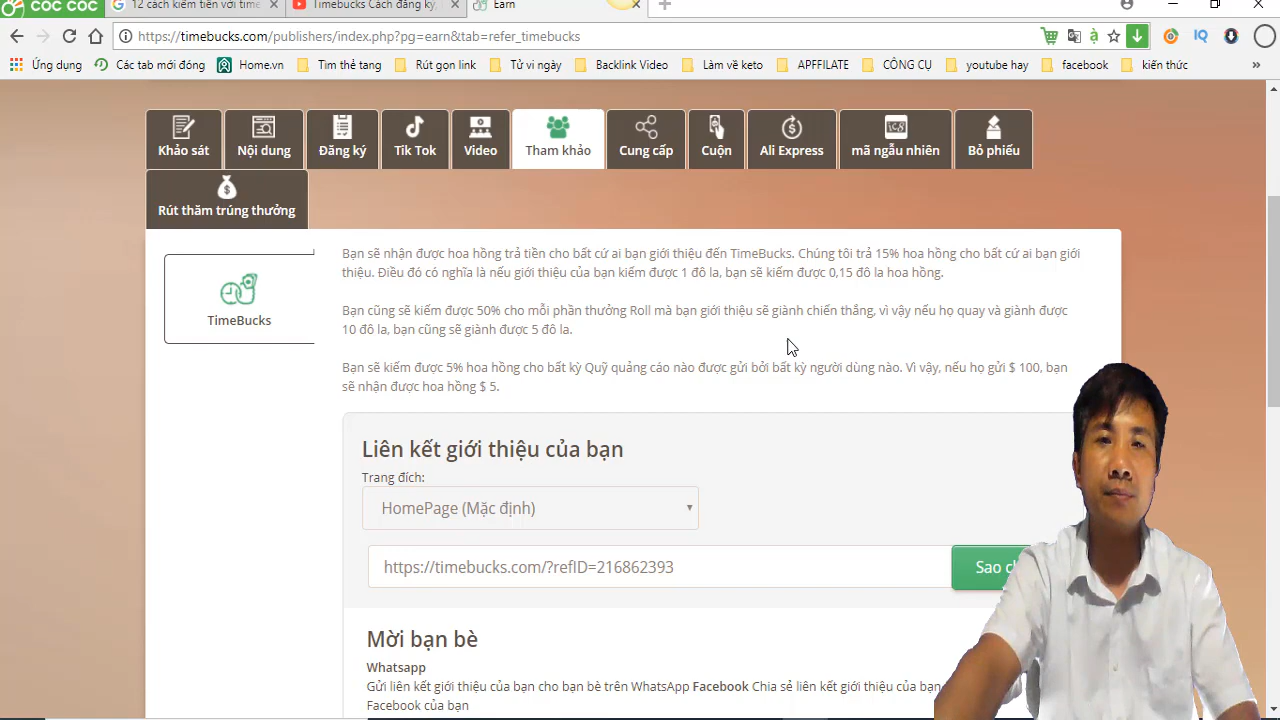 CỐC CỐC
12 cách kiếm tiền với time
Timebucks Cách đăng ký,
Earn
https://timebucks.com/publishers/index.php?pg=earn&tab=refer_timebucks
Ứng dụng
Các tab mới đóng
Home.vn
Tìm thẻ tang
Rút gọn link
Tử vi ngày
Backlink Video
Làm về keto
APFFILATE
CÔNG CỤ
youtube hay
facebook
kiến thức
Khảo sát
Nội dung
Đăng ký
Tik Tok
Video
Tham khảo
Cung cấp
Cuộn
Ali Express
mã ngẫu nhiên
Bỏ phiếu
Rút thăm trúng thưởng
TimeBucks
Bạn sẽ nhận được hoa hồng trả tiền cho bất cứ ai bạn giới thiệu đến TimeBucks. Chúng tôi trả 15% hoa hồng cho bất cứ ai bạn giới
thiệu. Điều đó có nghĩa là nếu giới thiệu của bạn kiếm được 1 đô la, bạn sẽ kiếm được 0,15 đô la hoa hồng.
Bạn cũng sẽ kiếm được 50% cho mỗi phần thưởng Roll mà bạn giới thiệu sẽ giành chiến thắng, vì vậy nếu họ quay và giành được
10 đô la, bạn cũng sẽ giành được 5 đô la.
Bạn sẽ kiếm được 5% hoa hồng cho bất kỳ Quỹ quảng cáo nào được gửi bởi bất kỳ người dùng nào. Vì vậy, nếu họ gửi $ 100, bạn
sẽ nhận được hoa hồng $ 5.
Liên kết giới thiệu của bạn
Trang đích:
HomePage (Mặc định)
https://timebucks.com/?refID=216862393
Sao
Mời bạn bè
Whatsapp
Gửi liên kết giới thiệu của bạn cho bạn bè trên WhatsApp Facebook Chia sẻ liên kết giới thiệu của bạn
Facebook của bạn